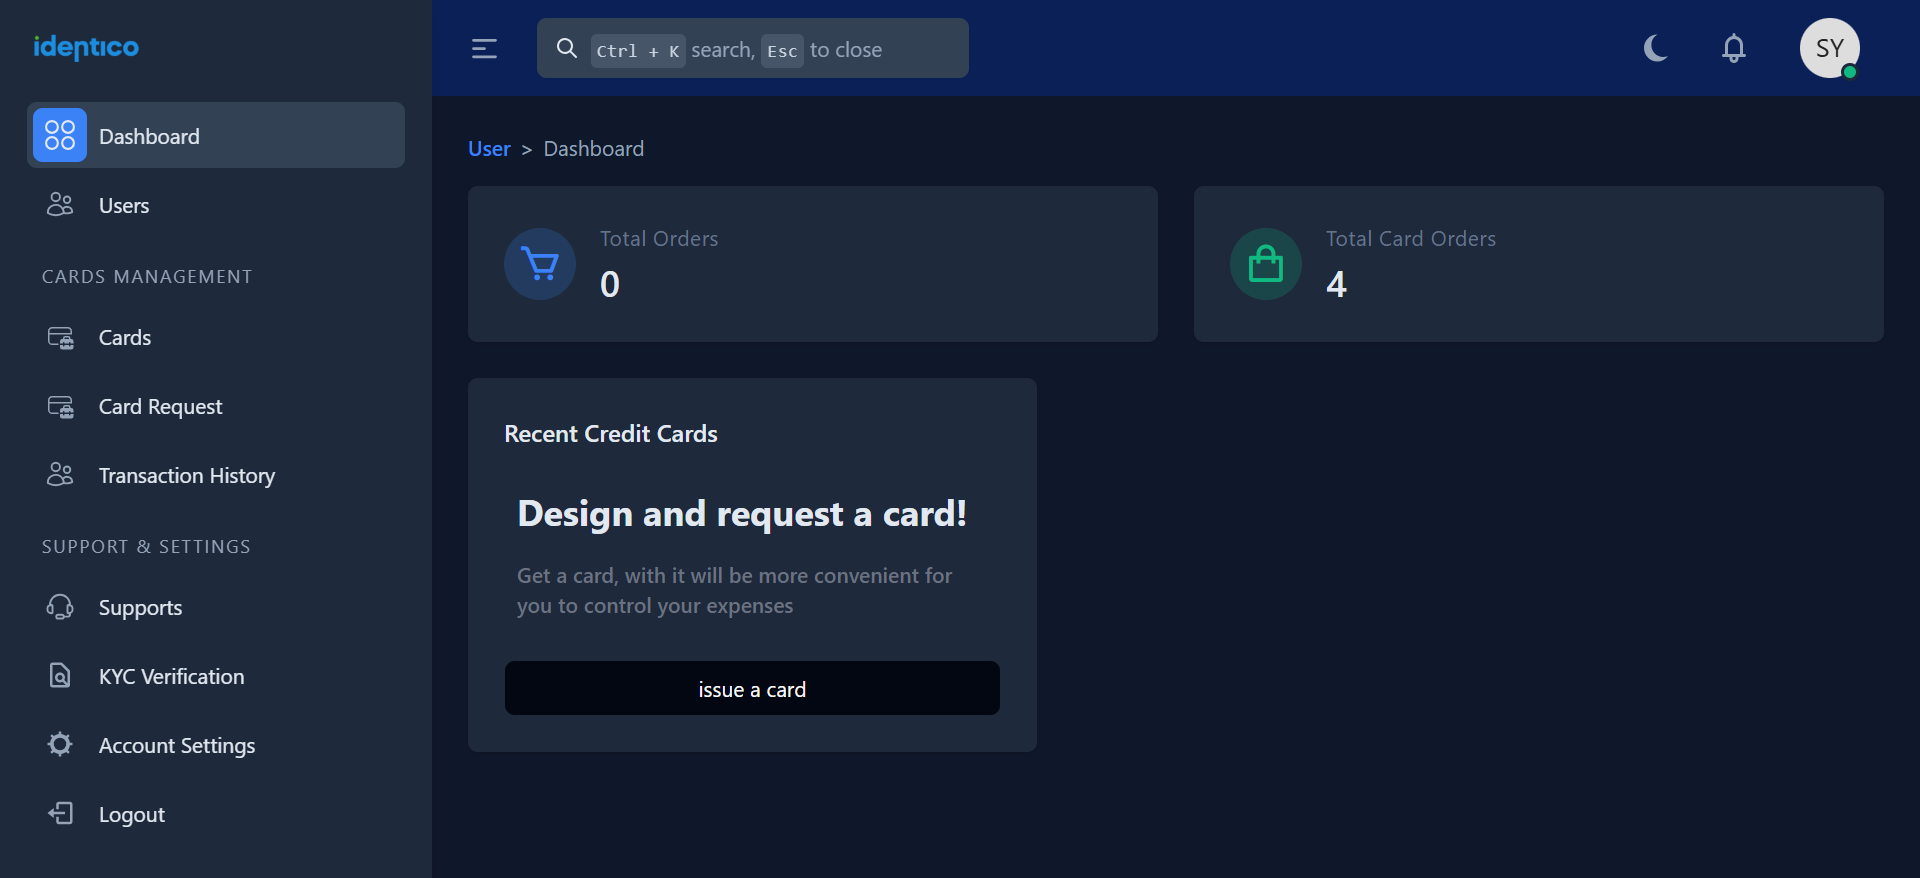 identico
Ctrl + K search, Esc to close
SY
Dashboard
Users
CARDS MANAGEMENT
Cards
Card Request
Transaction History
SUPPORT & SETTINGS
Supports
KYC Verification
Account Settings
Logout
User > Dashboard
Total Orders
0
Total Card Orders
4
Recent Credit Cards
Design and request a card!
Get a card, with it will be more convenient for
you to control your expenses
issue a card